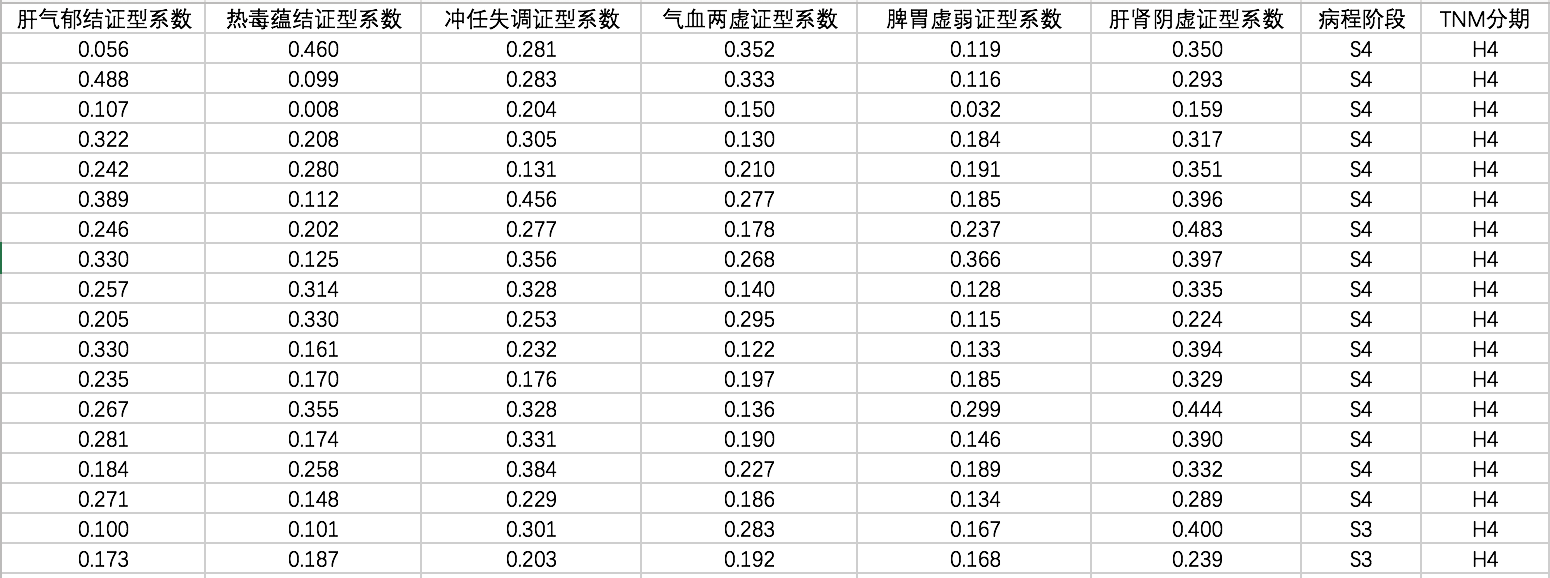 肝气郁结证型系数 热毒蕴结证型系数 冲任失调证型系数 气血两虚证型系数 脾胃虚弱证型系数 肝肾阴虚证型系数 病程阶段 TNM分期
0.056 0.460 0.281 0.352 0.119 0.350 S4 H4
0.488 0.099 0.283 0.333 0.116 0.293 S4 H4
0.107 0.008 0.204 0.150 0.032 0.159 S4 H4
0.322 0.208 0.305 0.130 0.184 0.317 S4 H4
0.242 0.280 0.131 0.210 0.191 0.351 S4 H4
0.389 0.112 0.456 0.277 0.185 0.396 S4 H4
0.246 0.202 0.277 0.178 0.237 0.483 S4 H4
0.330 0.125 0.356 0.268 0.366 0.397 S4 H4
0.257 0.314 0.328 0.140 0.128 0.335 S4 H4
0.205 0.330 0.253 0.295 0.115 0.224 S4 H4
0.330 0.161 0.232 0.122 0.133 0.394 S4 H4
0.235 0.170 0.176 0.197 0.185 0.329 S4 H4
0.267 0.355 0.328 0.136 0.299 0.444 S4 H4
0.281 0.174 0.331 0.190 0.146 0.390 S4 H4
0.184 0.258 0.384 0.227 0.189 0.332 S4 H4
0.271 0.148 0.229 0.186 0.134 0.289 S4 H4
0.100 0.101 0.301 0.283 0.167 0.400 S3 H4
0.173 0.187 0.203 0.192 0.168 0.239 S3 H4